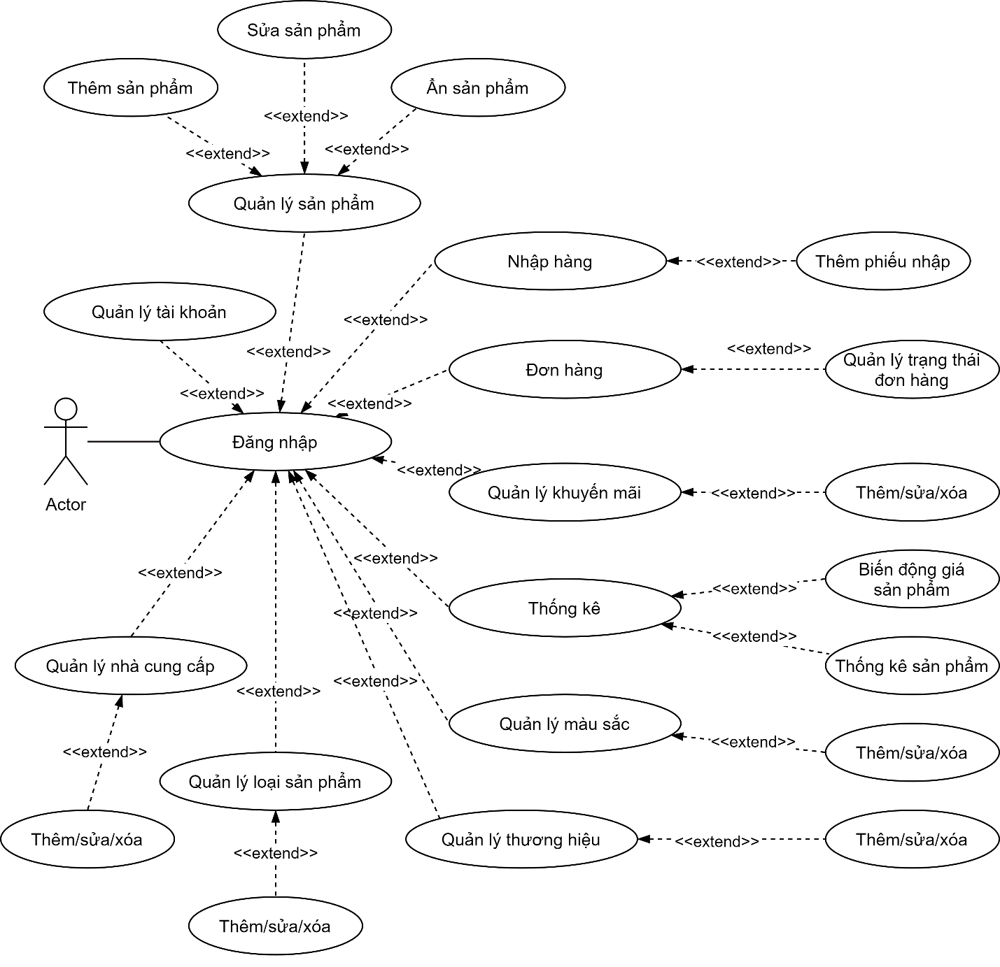 Sửa sản phẩm
Thêm sản phẩm
Ẩn sản phẩm
<<extend>>
<<extend>>
<<extend>>
Quản lý sản phẩm
Nhập hàng
<<extend>>
Thêm phiếu nhập
Quản lý tài khoản
<<extend>>
<<extend>>
<<extend>>
Quản lý trạng thái
đơn hàng
Đơn hàng
<<extend>>
<<extend>>
Đăng nhập
<<extend>>
Actor
Quản lý khuyến mãi
<<extend>>
Thêm/sửa/xóa
<<extend>>
<<extend>>
Biến động giá
sản phẩm
<<extend>>
Thống kê
<<extend>>
<<extend>>
Quản lý nhà cung cấp
Thống kê sản phẩm
<<extend>>
<<extend>>
Quản lý màu sắc
<<extend>>
Thêm/sửa/xóa
<<extend>>
Quản lý loại sản phẩm
Thêm/sửa/xóa
Quản lý thương hiệu
<<extend>>
Thêm/sửa/xóa
<<extend>>
Thêm/sửa/xóa